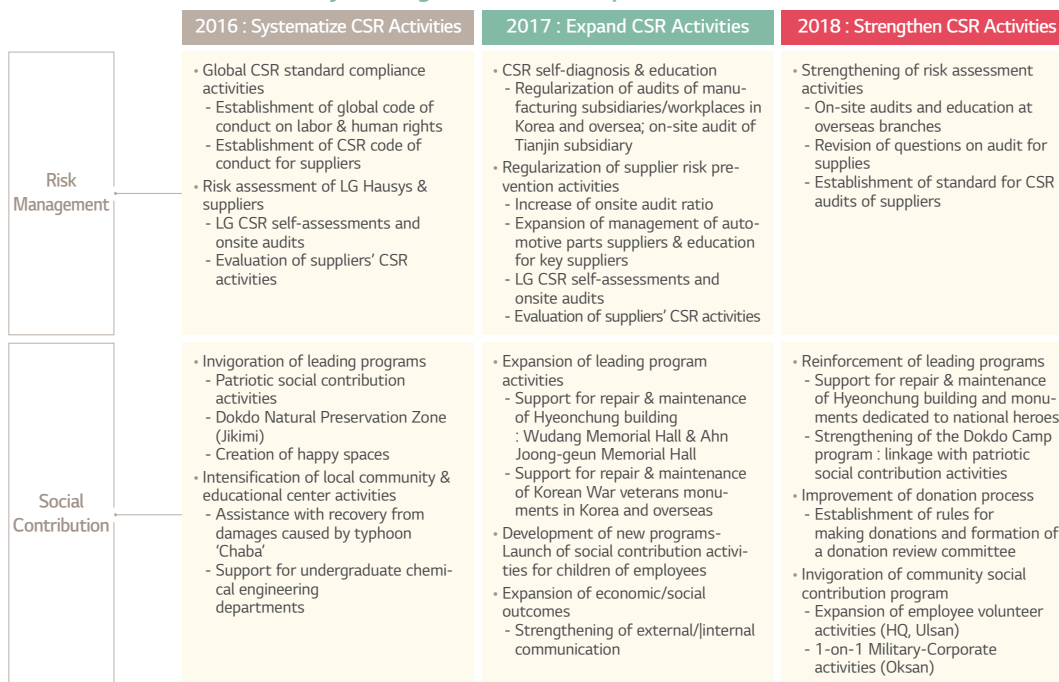 2016 : Systematize CSR Activities
2017 : Expand CSR Activities
2018 : Strengthen CSR Activities
Risk
Management
• Global CSR standard compliance
activities
- Establishment of global code of
conduct on labor & human rights
- Establishment of CSR code of
conduct for suppliers
• Risk assessment of LG Hausys &
suppliers
- LG CSR self-assessments and
onsite audits
- Evaluation of suppliers' CSR
activities
• CSR self-diagnosis & education
- Regularization of audits of manu-
facturing subsidiaries/workplaces in
Korea and oversea; on-site audit of
Tianjin subsidiary
• Regularization of supplier risk pre-
vention activities
- Increase of onsite audit ratio
- Expansion of management of auto-
motive parts suppliers & education
for key suppliers
- LG CSR self-assessments and
onsite audits
- Evaluation of suppliers' CSR activities
• Strengthening of risk assessment
activities
- On-site audits and education at
overseas branches
- Revision of questions on audit for
supplies
- Establishment of standard for CSR
audits of suppliers
Social
Contribution
• Invigoration of leading programs
- Patriotic social contribution
activities
- Dokdo Natural Preservation Zone
(Jikimi)
- Creation of happy spaces
• Intensification of local community &
educational center activities
- Assistance with recovery from
damages caused by typhoon
'Chaba'
- Support for undergraduate chemi-
cal engineering
departments
• Expansion of leading program
activities
- Support for repair & maintenance
of Hyeonchung building
: Wudang Memorial Hall & Ahn
Joong-geun Memorial Hall
- Support for repair & maintenance
of Korean War veterans monu-
ments in Korea and overseas
• Development of new programs-
Launch of social contribution activi-
ties for children of employees
• Expansion of economic/social
outcomes
- Strengthening of external/|internal
communication
• Reinforcement of leading programs
- Support for repair & maintenance
of Hyeonchung building and monu-
ments dedicated to national heroes
- Strengthening of the Dokdo Camp
program : linkage with patriotic
social contribution activities
• Improvement of donation process
- Establishment of rules for
making donations and formation of
a donation review committee
• Invigoration of community social
contribution program
- Expansion of employee volunteer
activities (HQ, Ulsan)
- 1-on-1 Military-Corporate
activities (Oksan)